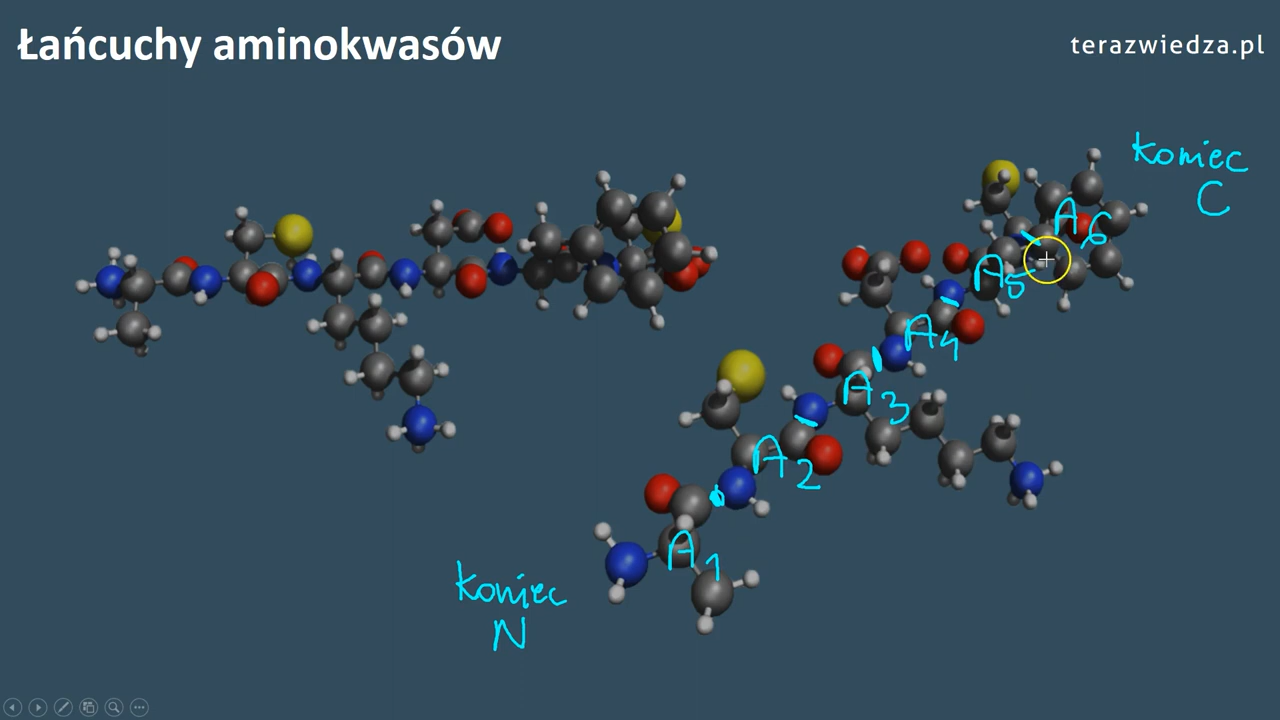 Łańcuchy aminokwasów
terazwiedza.pl
koniec
C
A6
A5
A4
A3
A2
A1
koniec
N